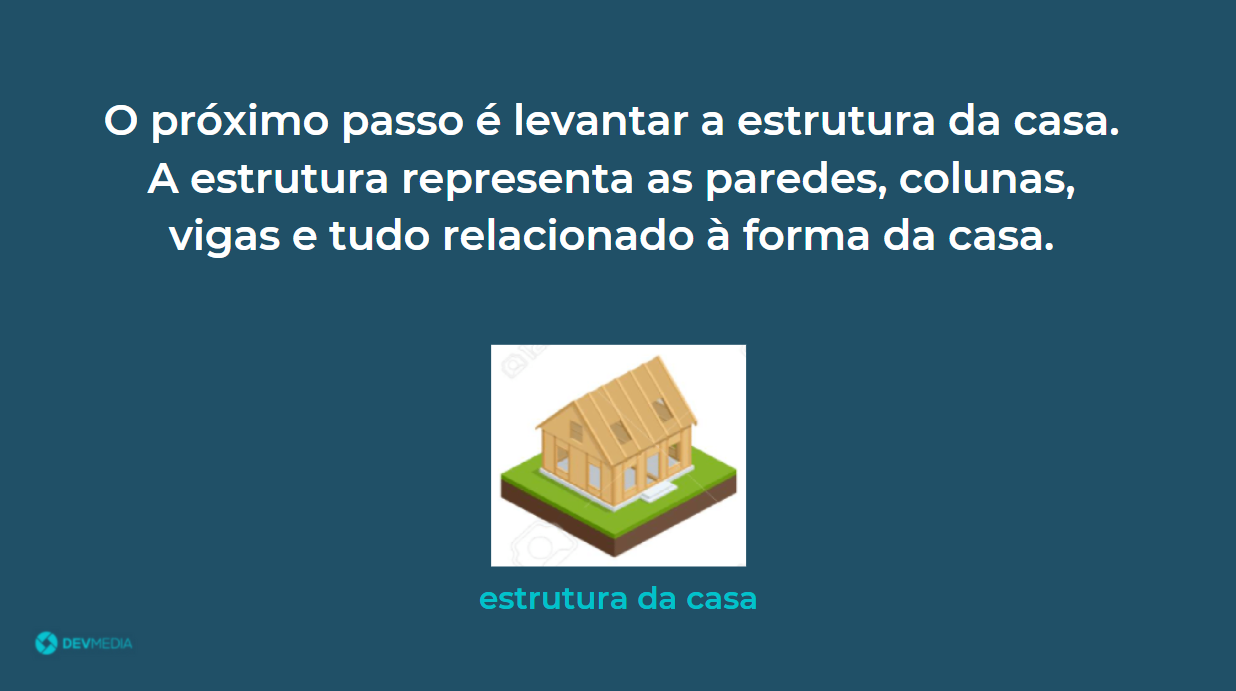 O próximo passo é levantar a estrutura da casa.
A estrutura representa as paredes, colunas,
vigas e tudo relacionado à forma da casa.
estrutura da casa
DEVMEDIA